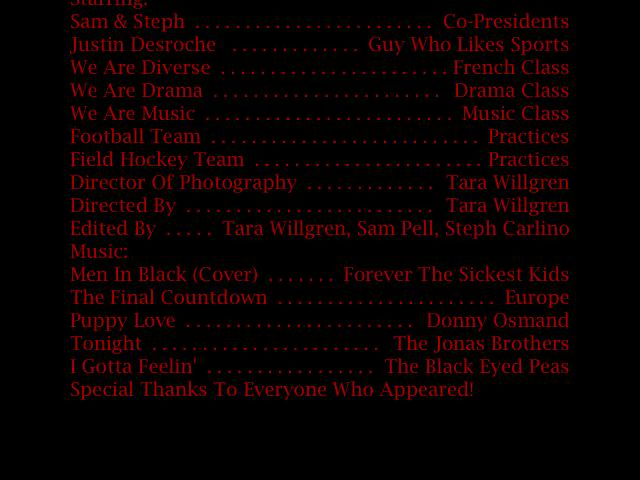 Starring:
Sam & Steph ........................ Co-Presidents
Justin Desroche ............. Guy Who Likes Sports
We Are Diverse ....................... French Class
We Are Drama ....................... Drama Class
We Are Music ......................... Music Class
Football Team ........................... Practices
Field Hockey Team ....................... Practices
Director Of Photography ............. Tara Willgren
Directed By ......................... Tara Willgren
Edited By ..... Tara Willgren, Sam Pell, Steph Carlino
Music:
Men In Black (Cover) ....... Forever The Sickest Kids
The Final Countdown ...................... Europe
Puppy Love ....................... Donny Osmand
Tonight ....................... The Jonas Brothers
I Gotta Feelin' ................. The Black Eyed Peas
Special Thanks To Everyone Who Appeared!